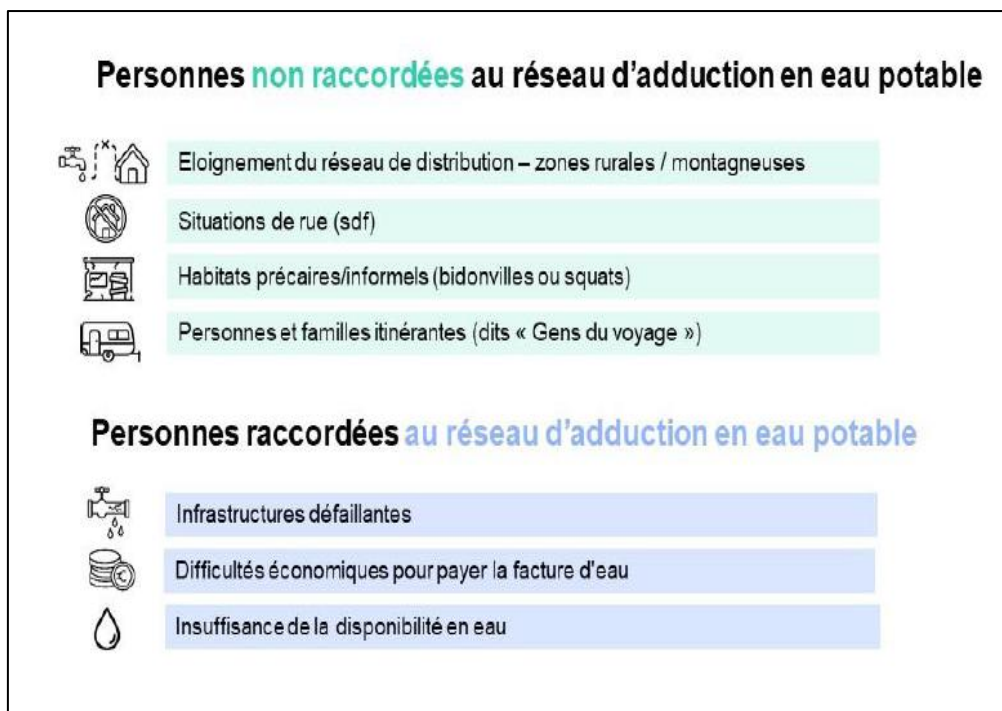 Personnes non raccordées au réseau d'adduction en eau potable
Eloignement du réseau de distribution – zones rurales / montagneuses
Situations de rue (sdf)
Habitats précaires/informels (bidonvilles ou squats)
Personnes et familles itinérantes (dits « Gens du voyage »)
Personnes raccordées au réseau d'adduction en eau potable
Infrastructures défaillantes
Difficultés économiques pour payer la facture d'eau
Insuffisance de la disponibilité en eau